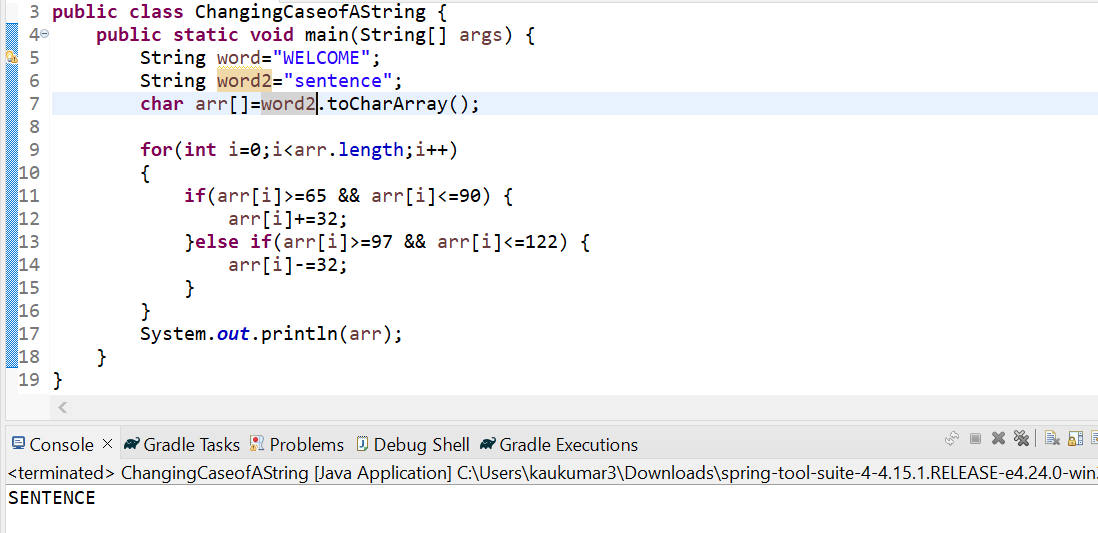 3 public class ChangingCaseofAString {
4 public static void main(String[] args) {
5 String word="WELCOME";
6 String word2="sentence";
7 char arr[]=word2.toCharArray();
8
9 for(int i=0;i<arr.length;i++)
10 {
11 if(arr[i]>=65 && arr[i]<=90) {
12 arr[i]+=32;
13 }else if(arr[i]>=97 && arr[i]<=122) {
14 arr[i]-=32;
15 }
16 }
17 System.out.println(arr);
18 }
19 }
Console Gradle Tasks Problems Debug Shell Gradle Executions
<terminated> ChangingCaseofAString [Java Application] C:\Users\kaukumar3\Downloads\spring-tool-suite-4-4.15.1.RELEASE-e4.24.0-win
SENTENCE